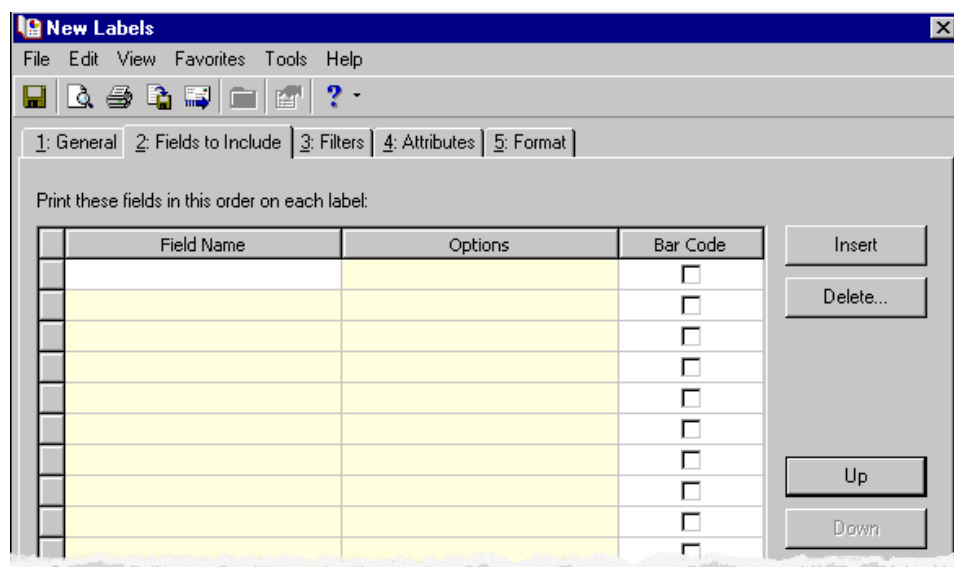 New Labels
File Edit View Favorites Tools Help
?
1: General 2: Fields to Include 3: Filters 4: Attributes 5: Format
Print these fields in this order on each label:
Field Name Options Bar Code Insert
Delete...
Up
Down